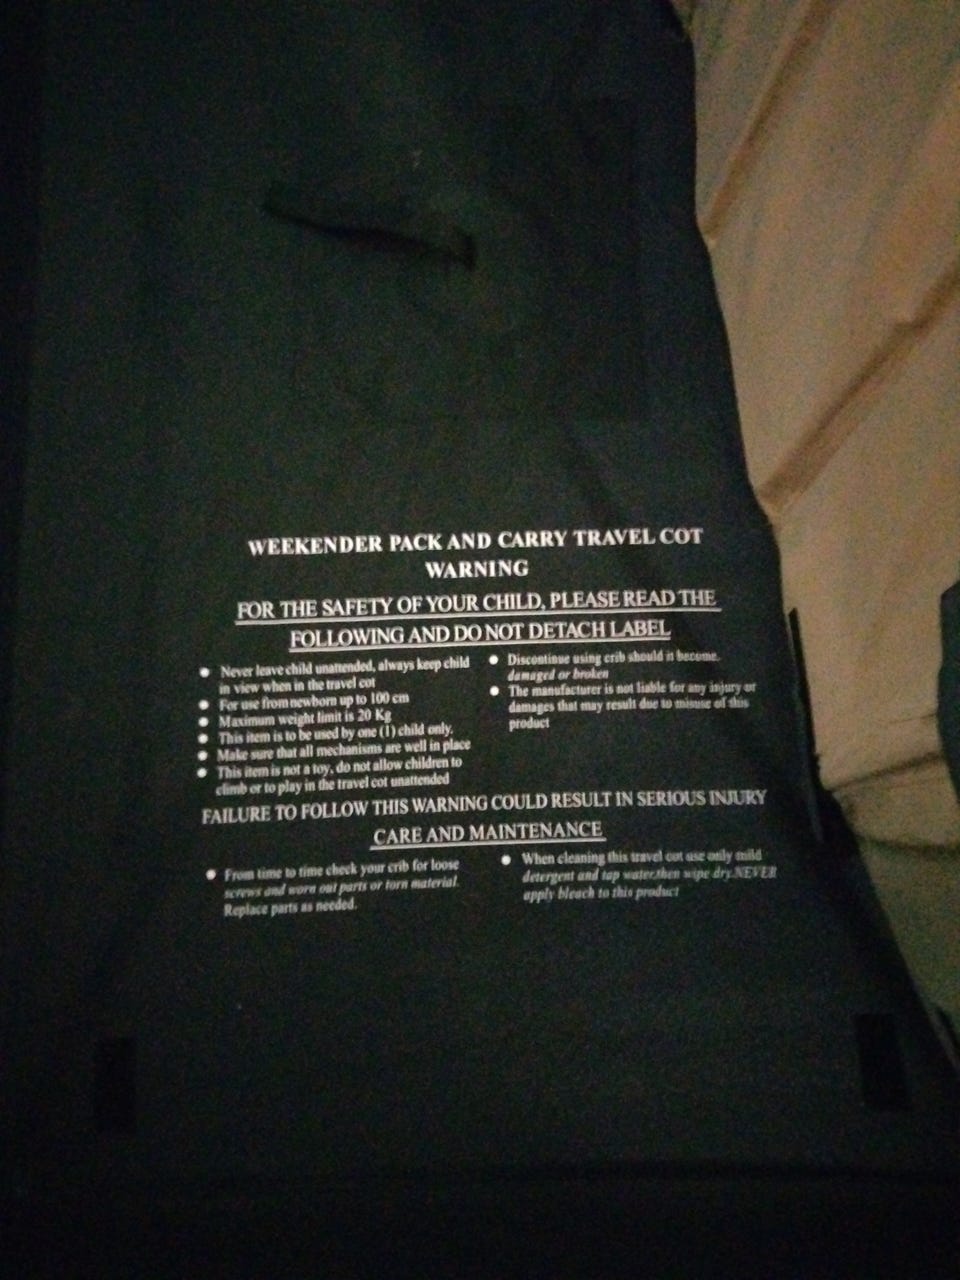 WEEKENDER PACK AND CARRY TRAVEL COT
WARNING
FOR THE SAFETY OF YOUR CHILD, PLEASE READ THE
FOLLOWING AND DO NOT DETACH LABEL
● Never leave child unattended, always keep child
in view when in the travel cot
● For use from newborn up to 100 cm
● Maximum weight limit is 20 Kg
● This item is to be used by one (1) child only.
● Make sure that all mechanisms are well in place
● This item is not a toy, do not allow children to
climb or to play in the travel cot unattended
● Discontinue using crib should it become.
damaged or broken
● The manufacturer is not liable for any injury or
damages that may result due to misuse of this
product
FAILURE TO FOLLOW THIS WARNING COULD RESULT IN SERIOUS INJURY
CARE AND MAINTENANCE
● From time to time check your crib for loose
screws and worn out parts or torn material.
Replace parts as needed.
● When cleaning this travel cot use only mild
detergent and tap water,then wipe dry.NEVER
apply bleach to this product